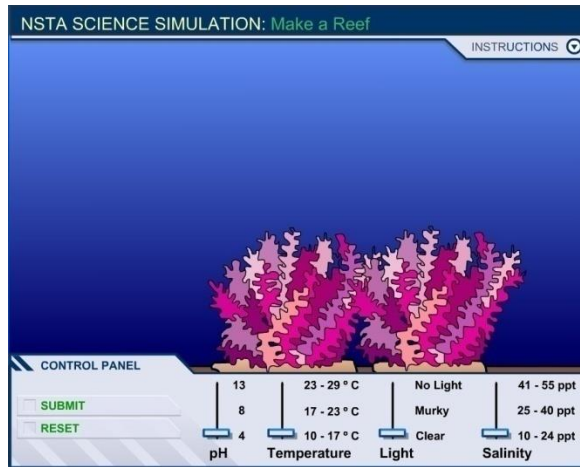 NSTA SCIENCE SIMULATION: Make a Reef
INSTRUCTIONS
CONTROL PANEL
SUBMIT
RESET
13 23 - 29 º C No Light 41 - 55 ppt
8 17 - 23 º C Murky 25 - 40 ppt
4 10 - 17 º C Clear 10 - 24 ppt
pH Temperature Light Salinity